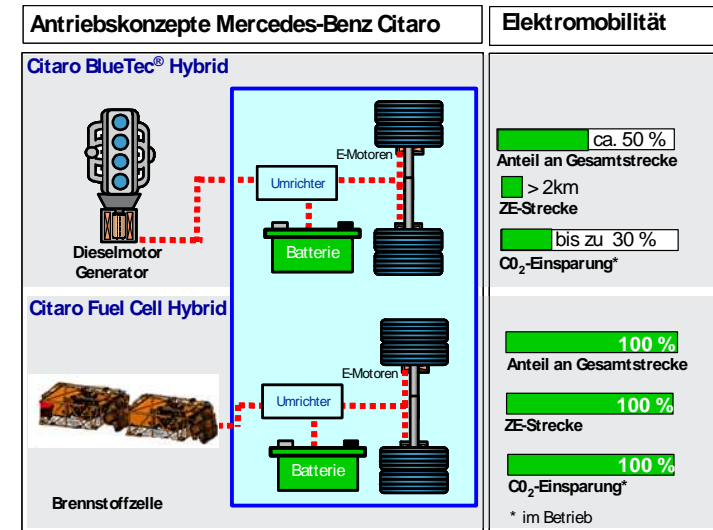 Antriebskonzepte Mercedes-Benz Citaro
Elektromobilität
Citaro BlueTec® Hybrid
E-Motoren
Umrichter
Batterie
Dieselmotor
Generator
ca. 50 %
Anteil an Gesamtstrecke
> 2km
ZE-Strecke
bis zu 30 %
C0₂-Einsparung*
Citaro Fuel Cell Hybrid
E-Motoren
Umrichter
Batterie
Brennstoffzelle
100 %
Anteil an Gesamtstrecke
100 %
ZE-Strecke
100 %
C0₂-Einsparung*
* im Betrieb